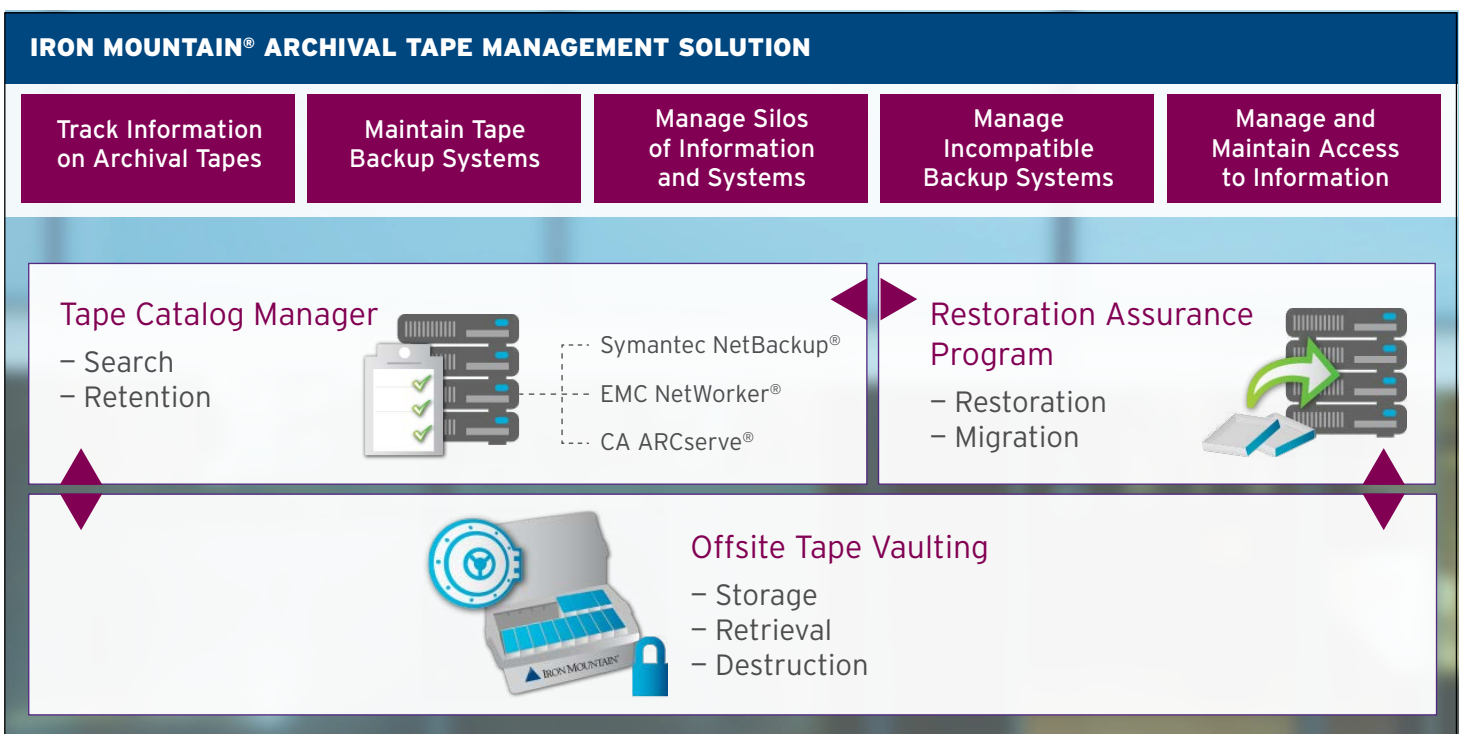 IRON MOUNTAIN® ARCHIVAL TAPE MANAGEMENT SOLUTION
Track Information
on Archival Tapes
Maintain Tape
Backup Systems
Manage Silos
of Information
and Systems
Manage
Incompatible
Backup Systems
Manage and
Maintain Access
to Information
Tape Catalog Manager
– Search
– Retention
Symantec NetBackup®
EMC NetWorker®
CA ARCserve®
Restoration Assurance
Program
– Restoration
– Migration
Offsite Tape Vaulting
– Storage
– Retrieval
– Destruction
IRON MOUNTAIN®